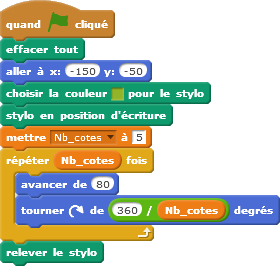 quand cliqué
effacer tout
aller à x: -150 y: -50
choisir la couleur pour le stylo
stylo en position d'écriture
mettre Nb_cotes à 5
répéter Nb_cotes fois
avancer de 80
tourner de 360 / Nb_cotes degrés
relever le stylo